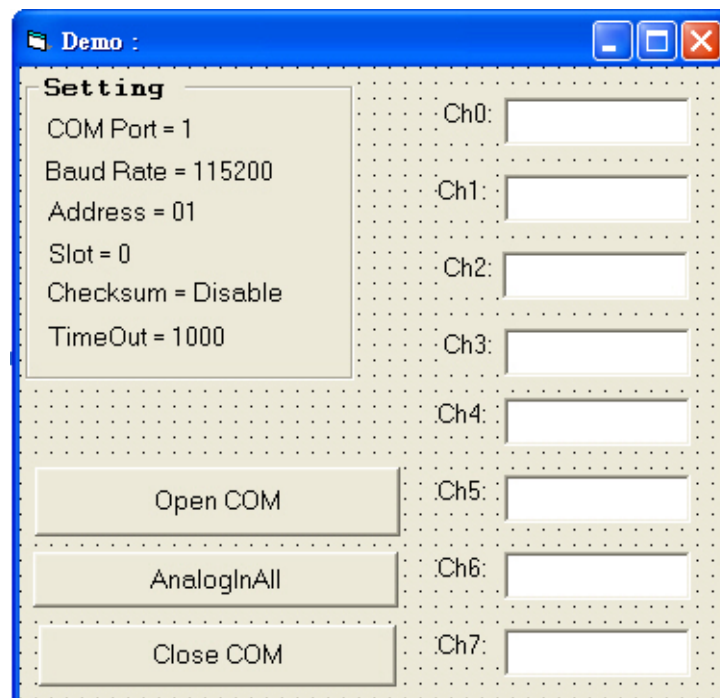 Demo :
Setting
COM Port = 1
Baud Rate = 115200
Address = 01
Slot = 0
Checksum = Disable
TimeOut = 1000
Open COM
AnalogInAll
Close COM
Ch0:
Ch1:
Ch2:
Ch3:
Ch4:
Ch5:
Ch6:
Ch7: